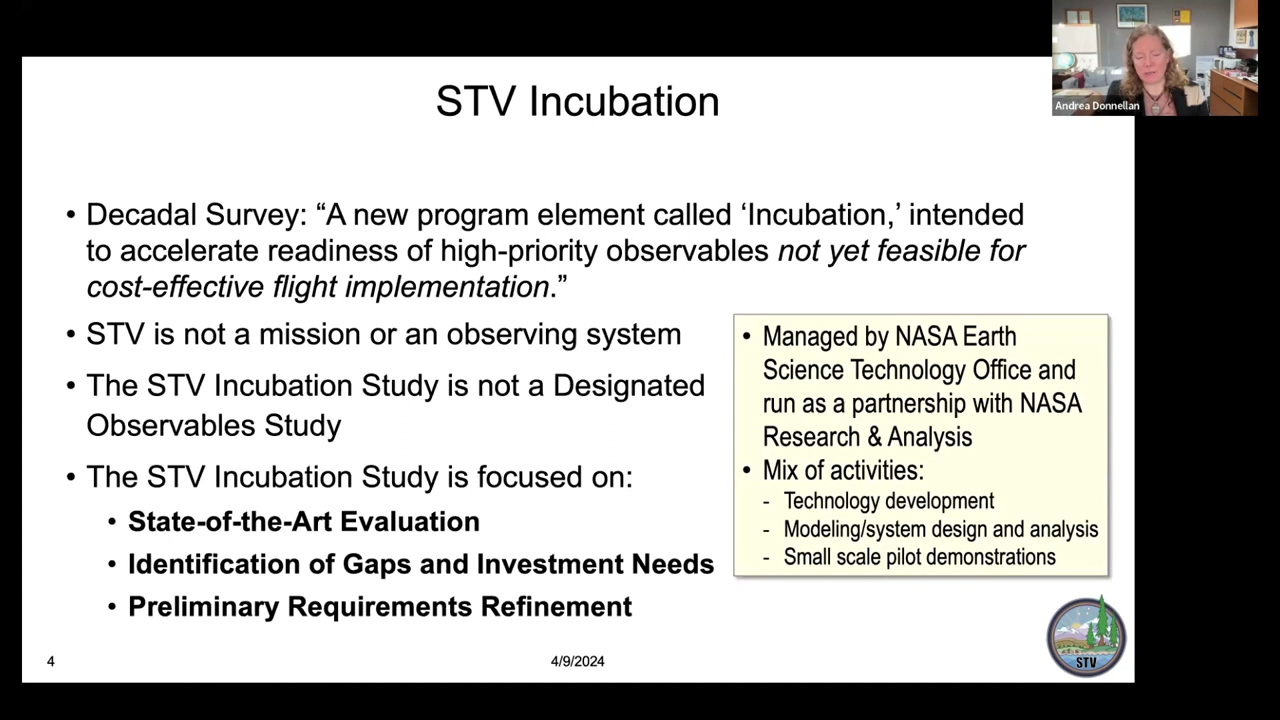 STV Incubation
• Decadal Survey: “A new program element called ‘Incubation,’ intended
to accelerate readiness of high-priority observables not yet feasible for
cost-effective flight implementation.”
• STV is not a mission or an observing system
• The STV Incubation Study is not a Designated
Observables Study
• The STV Incubation Study is focused on:
• State-of-the-Art Evaluation
• Identification of Gaps and Investment Needs
• Preliminary Requirements Refinement
• Managed by NASA Earth
Science Technology Office and
run as a partnership with NASA
Research & Analysis
• Mix of activities:
- Technology development
- Modeling/system design and analysis
- Small scale pilot demonstrations
4
4/9/2024
STV
Andrea Donnellan